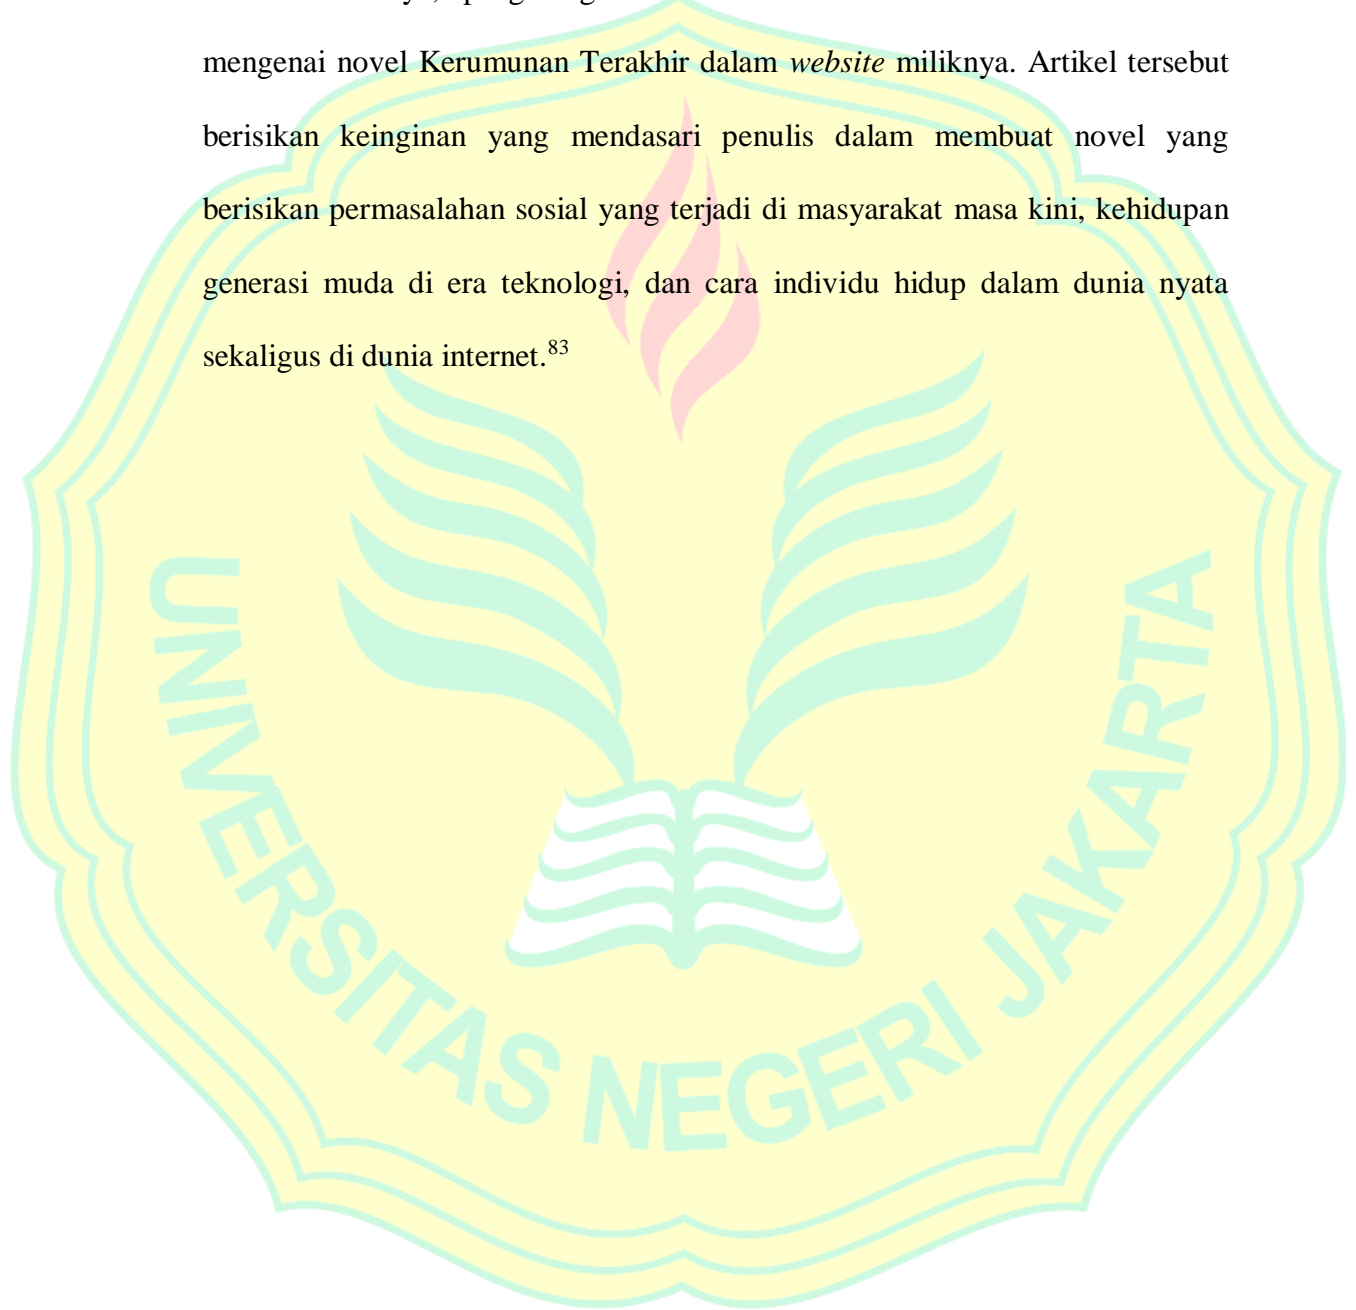 mengenai novel Kerumunan Terakhir dalam website miliknya. Artikel tersebut
berisikan keinginan yang mendasari penulis dalam membuat novel yang
berisikan permasalahan sosial yang terjadi di masyarakat masa kini, kehidupan
generasi muda di era teknologi, dan cara individu hidup dalam dunia nyata
sekaligus di dunia internet.83
UNIVERSITAS NEGERI JAKARTA